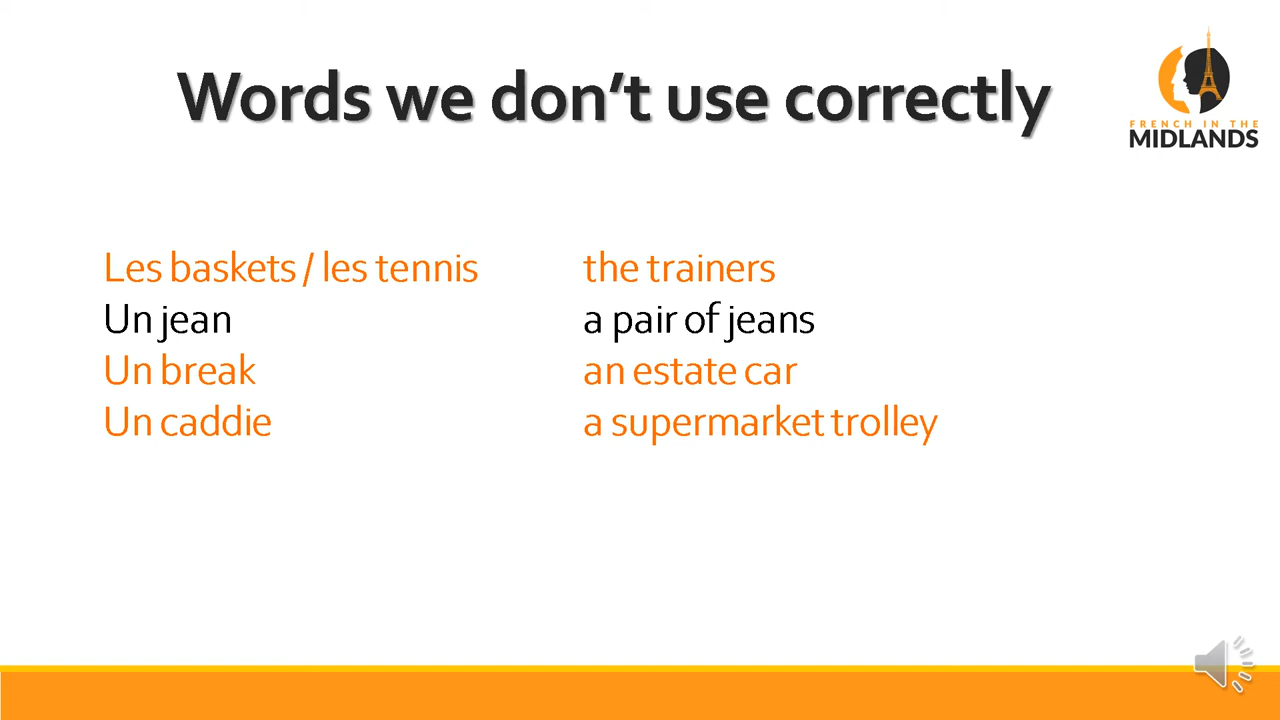 Words we don't use correctly
FRENCH IN THE
MIDLANDS
Les baskets / les tennis the trainers
Un jean a pair of jeans
Un break an estate car
Un caddie a supermarket trolley